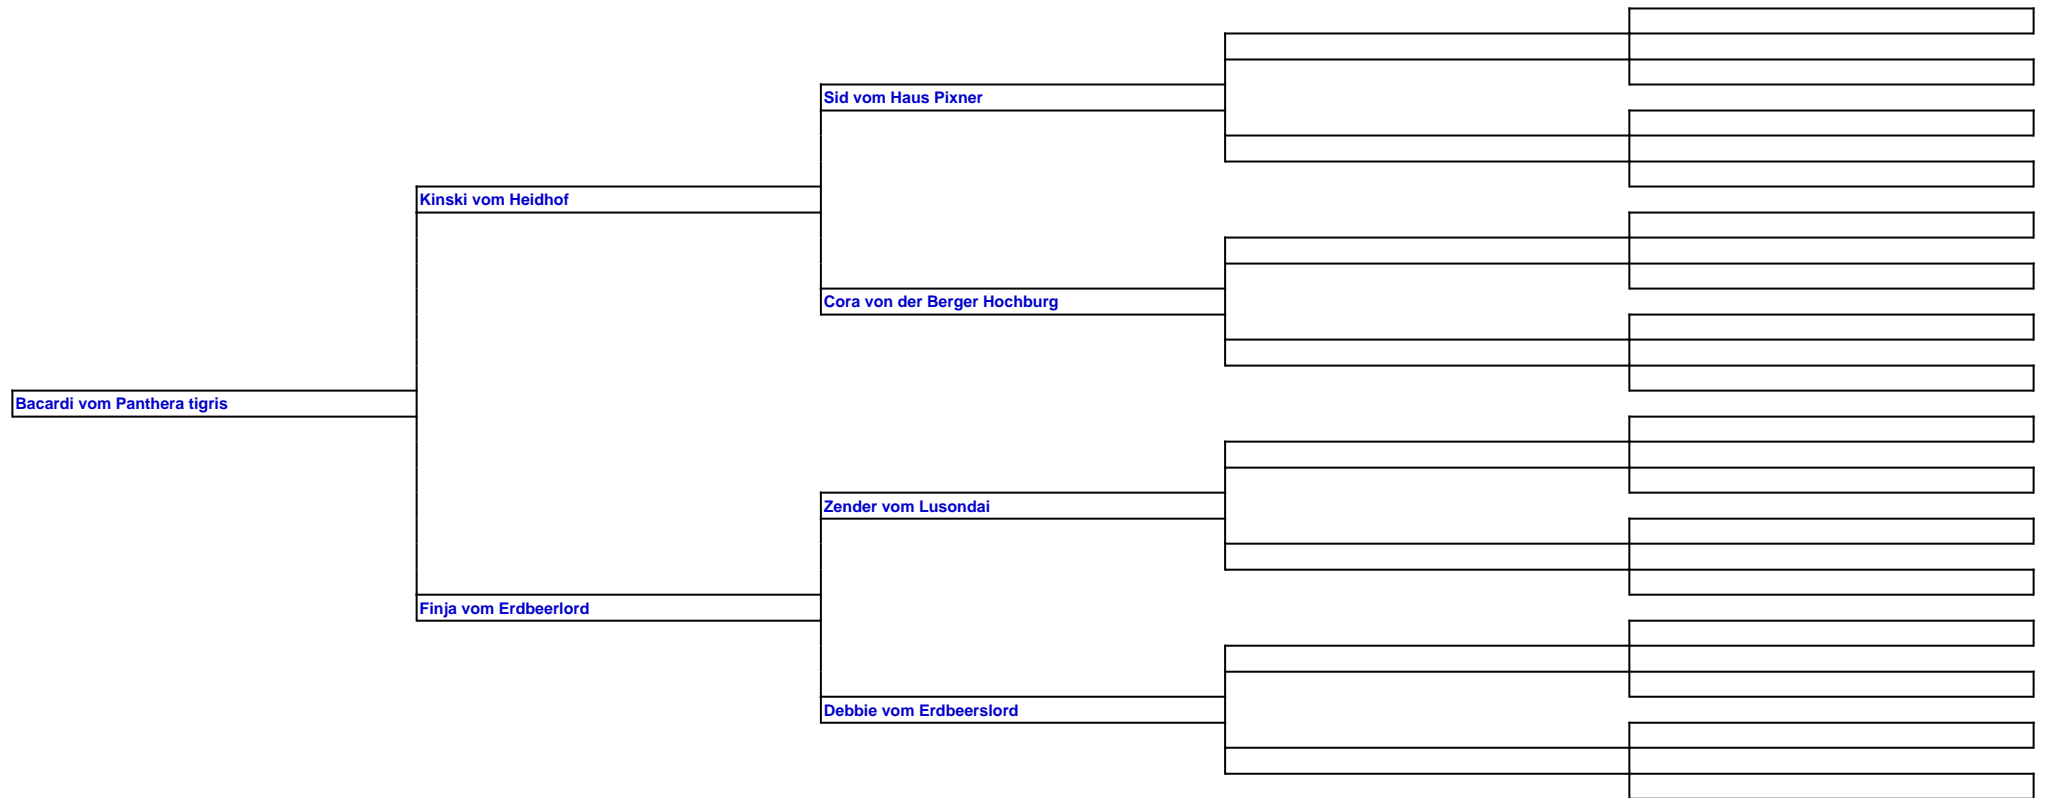 Sid vom Haus Pixner
Kinski vom Heidhof
Cora von der Berger Hochburg
Bacardi vom Panthera tigris
Zender vom Lusondai
Finja vom Erdbeerlord
Debbie vom Erdbeerslord